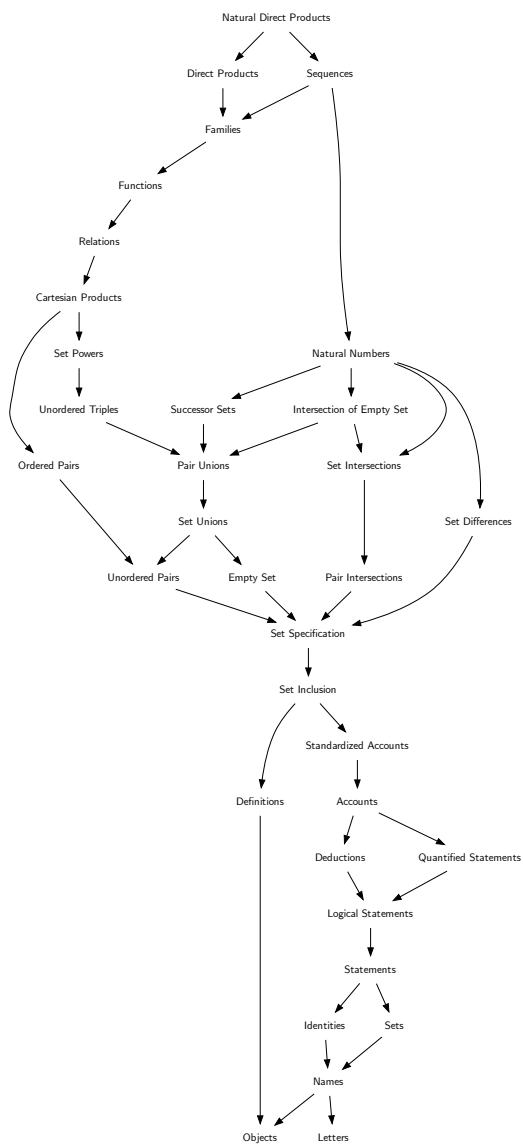 Natural Direct Products
Direct Products
Sequences
Families
Functions
Relations
Cartesian Products
Set Powers
Natural Numbers
Unordered Triples
Successor Sets
Intersection of Empty Set
Ordered Pairs
Pair Unions
Set Intersections
Set Unions
Set Differences
Unordered Pairs
Empty Set
Pair Intersections
Set Specification
Set Inclusion
Standardized Accounts
Definitions
Accounts
Deductions
Quantified Statements
Logical Statements
Statements
Identities
Sets
Names
Objects
Letters